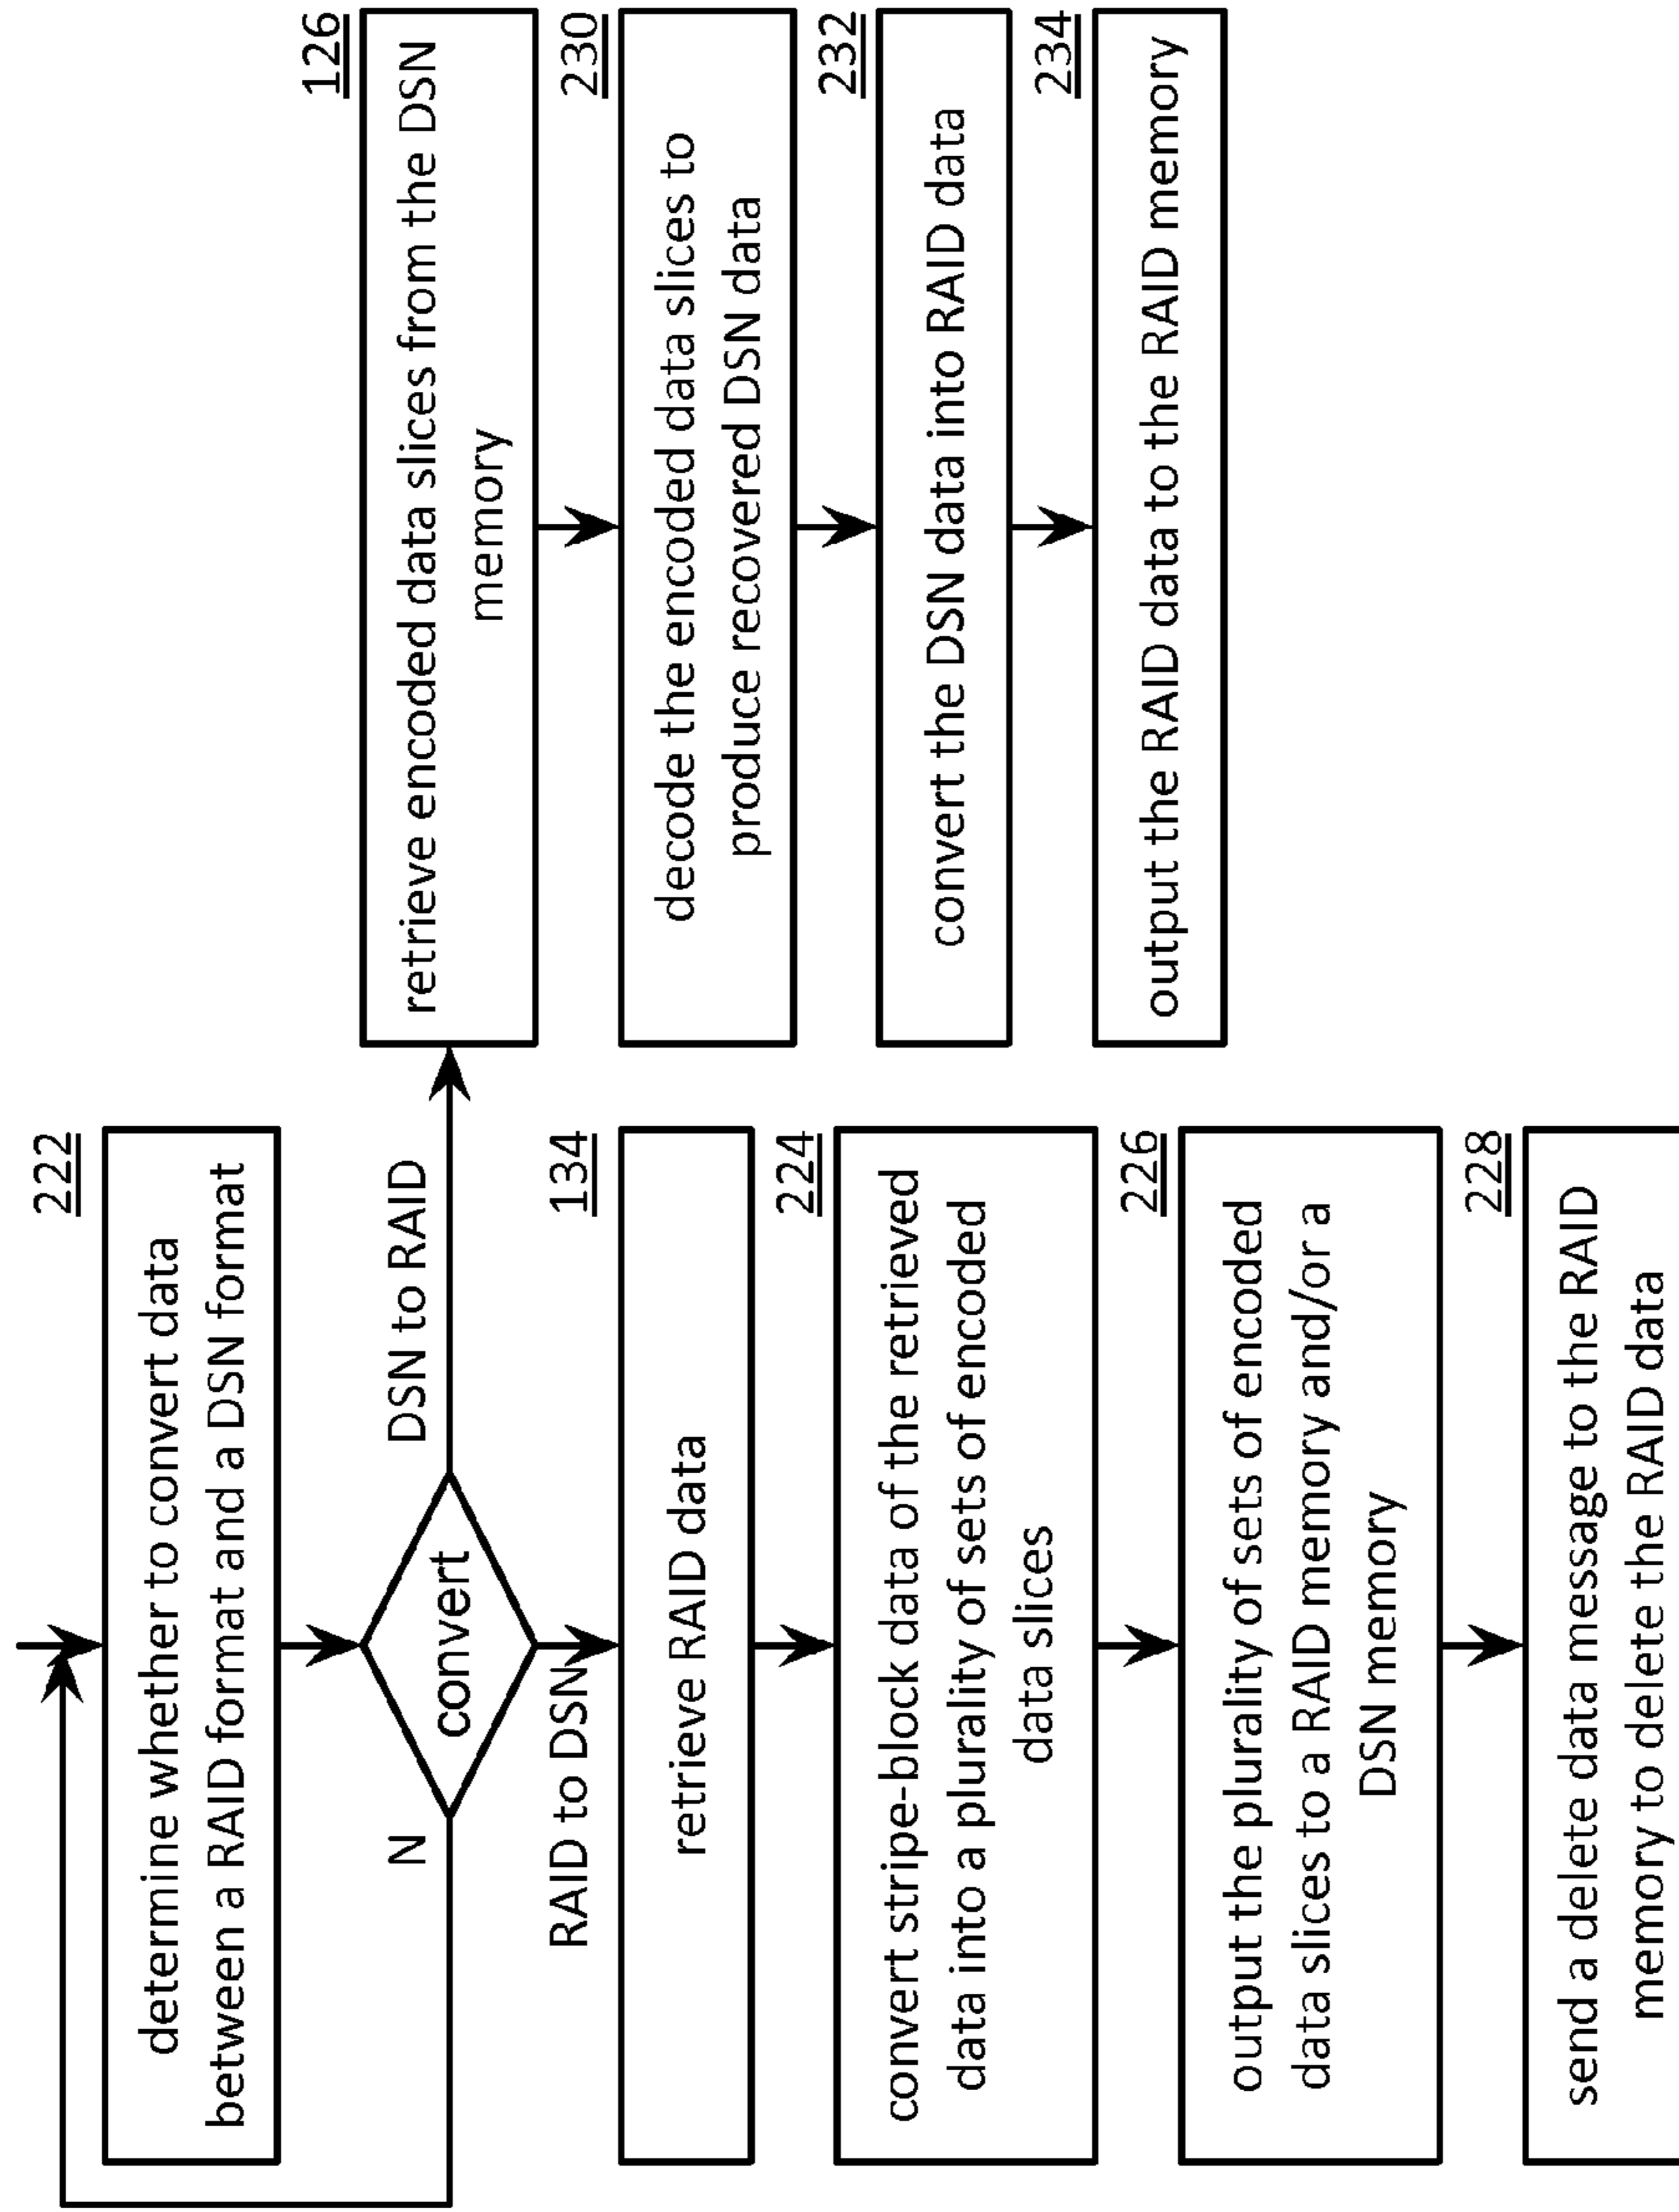 222
determine whether to convert data
between a RAID format and a DSN format
convert
N
DSN to RAID
RAID to DSN
134
retrieve RAID data
224
convert stripe-block data of the retrieved
data into a plurality of sets of encoded
data slices
226
output the plurality of sets of encoded
data slices to a RAID memory and/or a
DSN memory
228
send a delete data message to the RAID
memory to delete the RAID data
126
retrieve encoded data slices from the DSN
memory
230
decode the encoded data slices to
produce recovered DSN data
232
convert the DSN data into RAID data
234
output the RAID data to the RAID memory